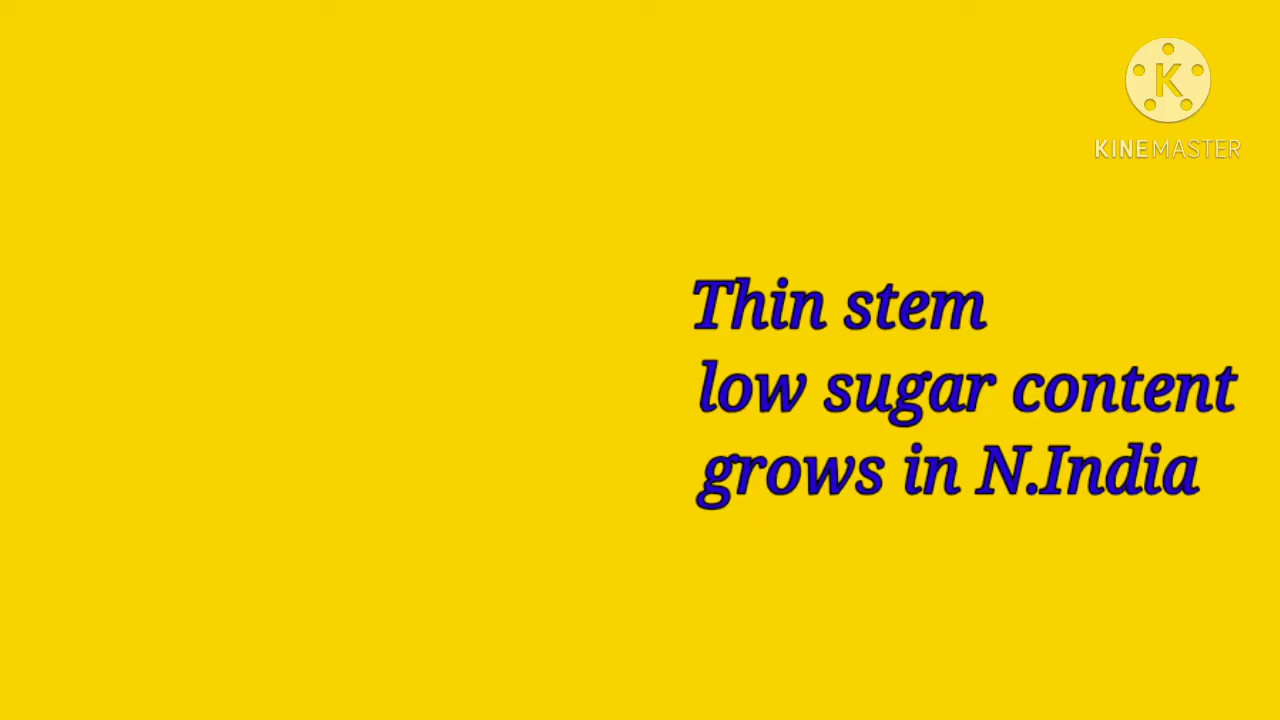 K
KINEMASTER
Thin stem
low sugar content
grows in N.India